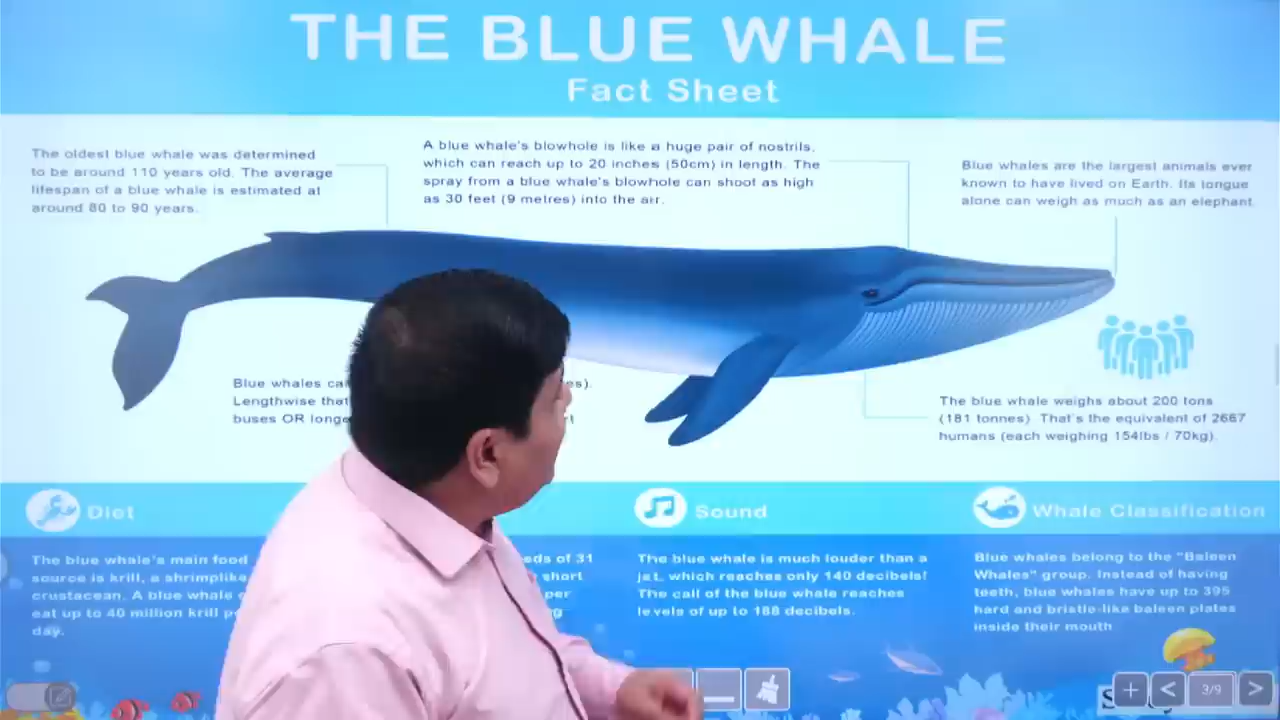 THE BLUE WHALE
Fact Sheet
The oldest blue whale was determined
to be around 110 years old. The average
lifespan of a blue whale is estimated at
around 80 to 90 years.
A blue whale's blowhole is like a huge pair of nostrils,
which can reach up to 20 inches (50cm) in length. The
spray from a blue whale's blowhole can shoot as high
as 30 feet (9 metres) into the air.
Blue whales are the largest animals ever
known to have lived on Earth. Its tongue
alone can weigh as much as an elephant.
Blue whales
Lengthwise
buses OR
The blue whale weighs about 200 tons
(181 tonnes). That's the equivalent of 2667
humans (each weighing 154lbs / 70kg).
Diet
The blue whale's main food
source is krill, a shrimplike
crustacean. A blue whale
eat up to 40 million krill
day.
of 31
short
per
Sound
The blue whale is much louder than a
jet, which reaches only 140 decibels!
The call of the blue whale reaches
levels of up to 188 decibels.
Whale Classification
Blue whales belong to the "Baleen
Whales" group. Instead of having
teeth, blue whales have up to 395
hard and bristle-like baleen plates
inside their mouth
+ < 3/9 >